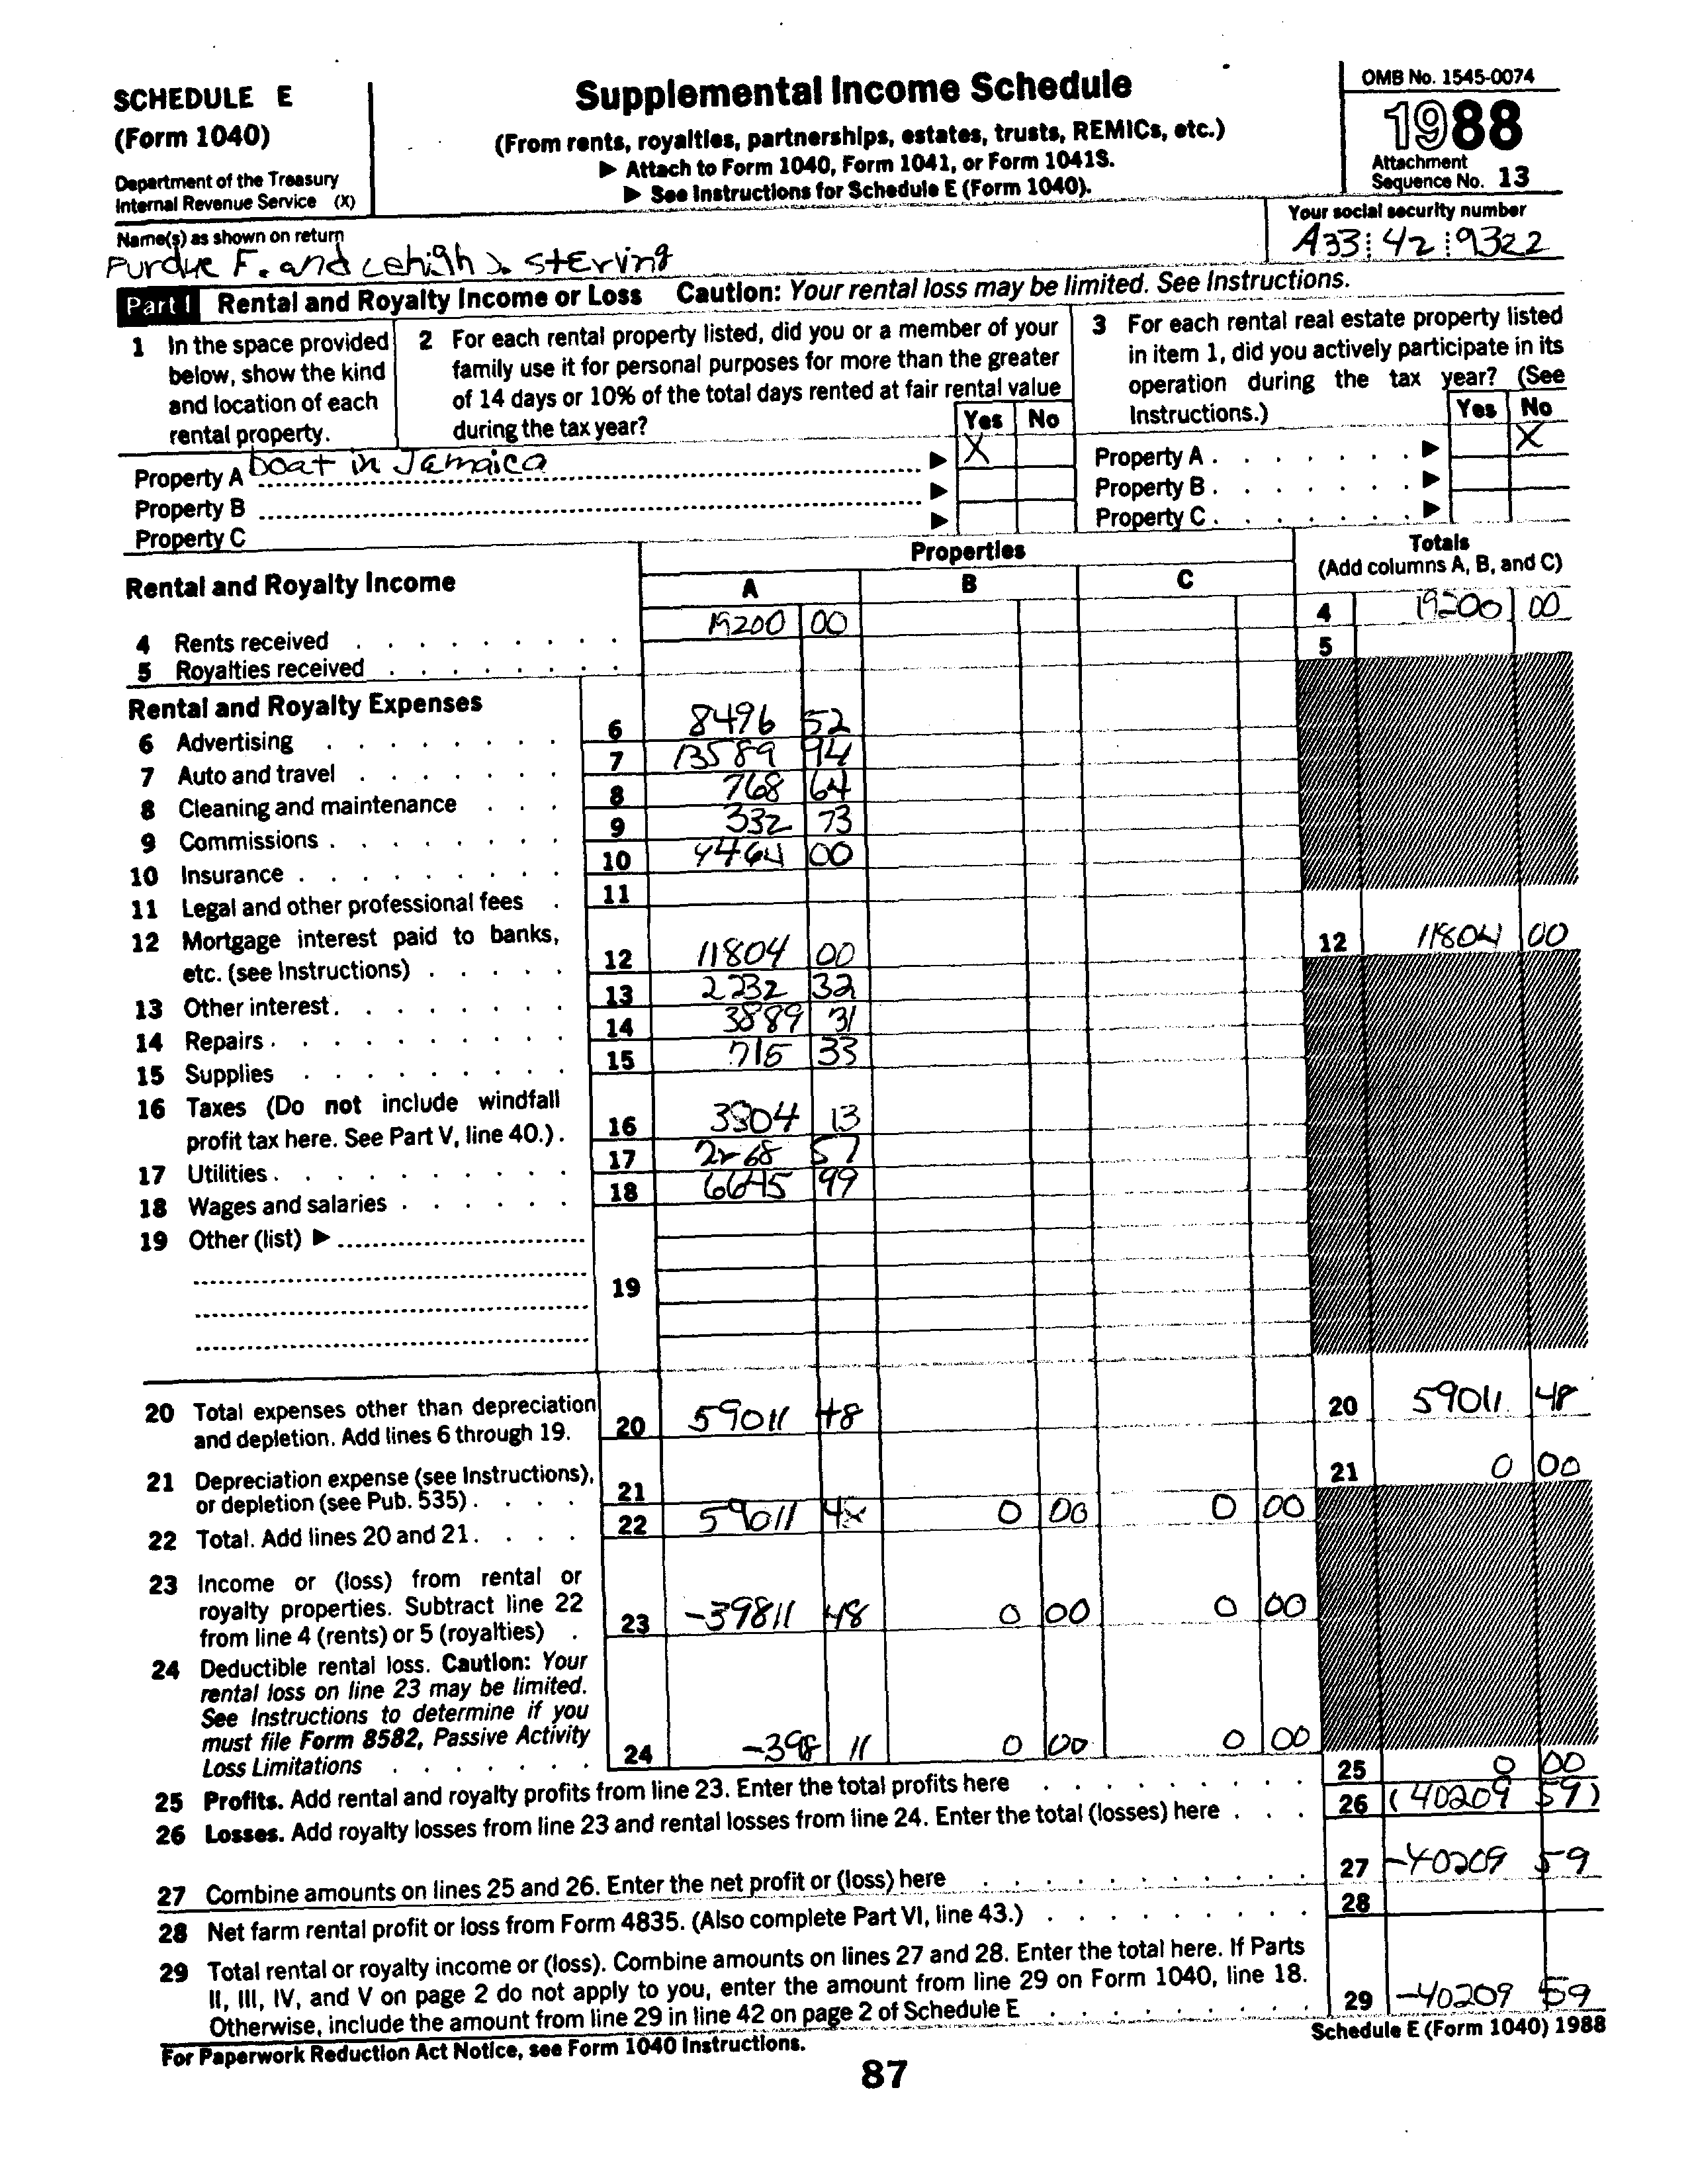 SCHEDULE E
(Form 1040)
Department of the Treasury
Internal Revenue Service (X)
Supplemental Income Schedule
(From rents, royalties, partnerships, estates, trusts, REMICs, etc.)
▶ Attach to Form 1040, Form 1041, or Form 1041S.
▶ See Instructions for Schedule E (Form 1040).
OMB No. 1545-0074
1988
Attachment
Sequence No. 13
Name(s) as shown on return
Purdue F. and Lehigh J. Sterving
Your social security number
A33 42 9322
Part I Rental and Royalty Income or Loss Caution: Your rental loss may be limited. See Instructions.
1 In the space provided
below, show the kind
and location of each
rental property.
2 For each rental property listed, did you or a member of your
family use it for personal purposes for more than the greater
of 14 days or 10% of the total days rented at fair rental value
during the tax year?
Yes No
3 For each rental real estate property listed
in item 1, did you actively participate in its
operation during the tax year? (See
Instructions.)
Yes No
Property A boat in Jamaica ▶ X
Property B ▶
Property C ▶
Property A ▶ X
Property B ▶
Property C ▶
Rental and Royalty Income
Properties
A B C
Totals
(Add columns A, B, and C)
4 Rents received 19200 00 4 19200 00
5 Royalties received 5
Rental and Royalty Expenses
6 Advertising 6 8496 52
7 Auto and travel 7 13589 94
8 Cleaning and maintenance 8 768 64
9 Commissions 9 332 73
10 Insurance 10 4464 00
11 Legal and other professional fees 11
12 Mortgage interest paid to banks,
etc. (see Instructions) 12 11804 00 12 11804 00
13 Other interest 13 2232 32
14 Repairs 14 3889 31
15 Supplies 15 715 33
16 Taxes (Do not include windfall
profit tax here. See Part V, line 40.) 16 3804 13
17 Utilities 17 2268 57
18 Wages and salaries 18 6645 99
19 Other (list) ▶
19
20 Total expenses other than depreciation
and depletion. Add lines 6 through 19. 20 59011 48 20 59011 48
21 Depreciation expense (see Instructions),
or depletion (see Pub. 535) 21 21 0 00
22 Total. Add lines 20 and 21 22 59011 48 0 00 0 00
23 Income or (loss) from rental or
royalty properties. Subtract line 22
from line 4 (rents) or 5 (royalties) 23 -39811 48 0 00 0 00
24 Deductible rental loss. Caution: Your
rental loss on line 23 may be limited.
See Instructions to determine if you
must file Form 8582, Passive Activity
Loss Limitations 24 -398 11 0 00 0 00
25 Profits. Add rental and royalty profits from line 23. Enter the total profits here 25 0 00
26 Losses. Add royalty losses from line 23 and rental losses from line 24. Enter the total (losses) here 26 (40209 59)
27 Combine amounts on lines 25 and 26. Enter the net profit or (loss) here 27 -40209 59
28 Net farm rental profit or loss from Form 4835. (Also complete Part VI, line 43.) 28
29 Total rental or royalty income or (loss). Combine amounts on lines 27 and 28. Enter the total here. If Parts
II, III, IV, and V on page 2 do not apply to you, enter the amount from line 29 on Form 1040, line 18.
Otherwise, include the amount from line 29 in line 42 on page 2 of Schedule E 29 -40209 59
For Paperwork Reduction Act Notice, see Form 1040 Instructions.
Schedule E (Form 1040) 1988
87